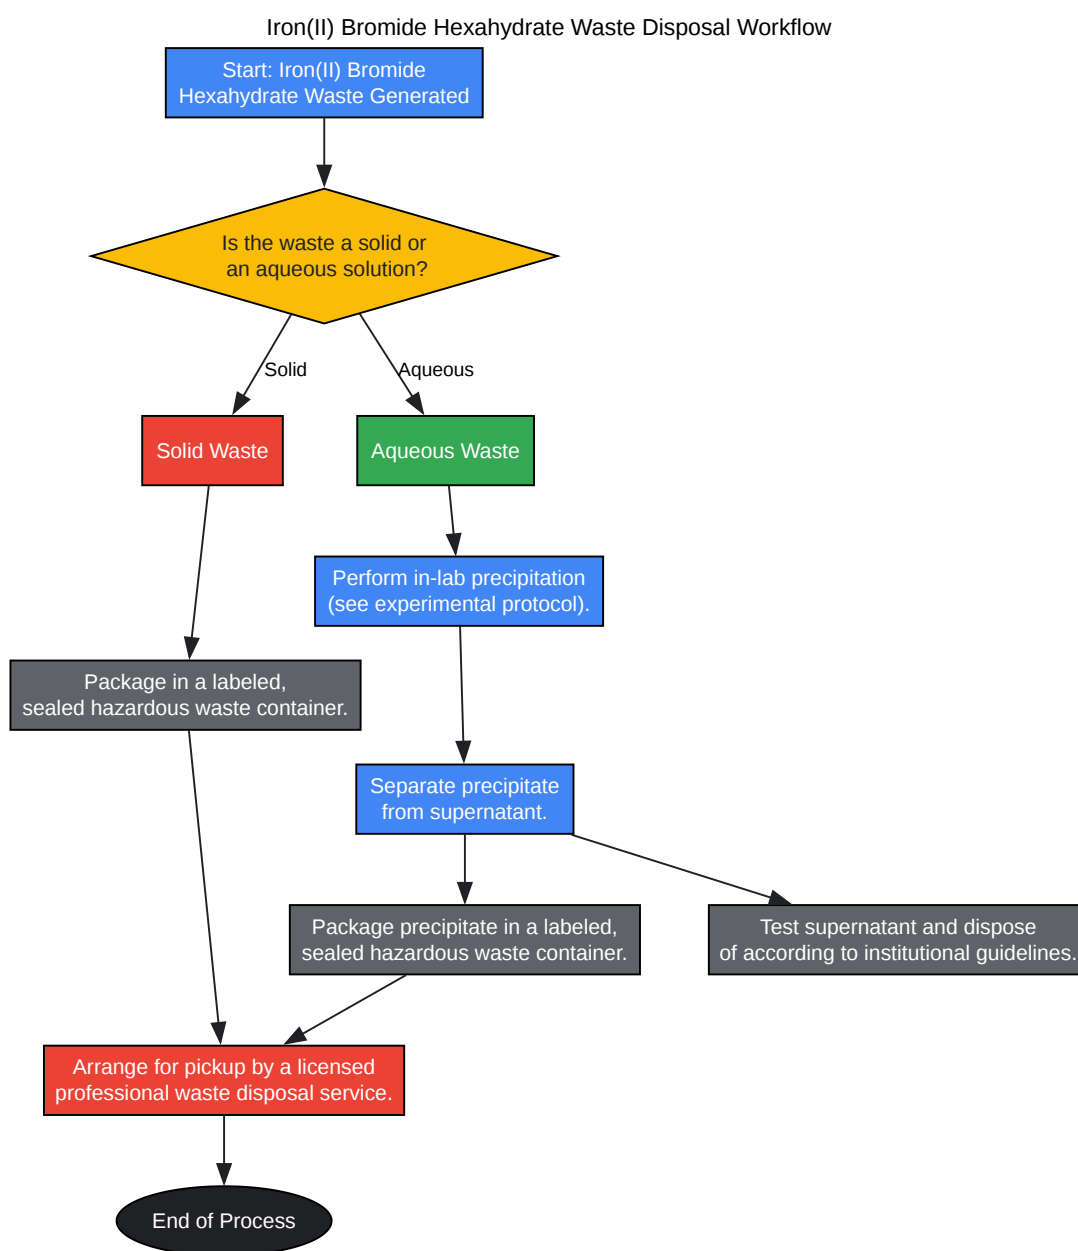 Iron(II) Bromide Hexahydrate Waste Disposal Workflow
Start: Iron(II) Bromide
Hexahydrate Waste Generated
Is the waste a solid or
an aqueous solution?
Solid
Aqueous
Solid Waste
Aqueous Waste
Perform in-lab precipitation
(see experimental protocol).
Package in a labeled,
sealed hazardous waste container.
Separate precipitate
from supernatant.
Package precipitate in a labeled,
sealed hazardous waste container.
Test supernatant and dispose
of according to institutional guidelines.
Arrange for pickup by a licensed
professional waste disposal service.
End of Process